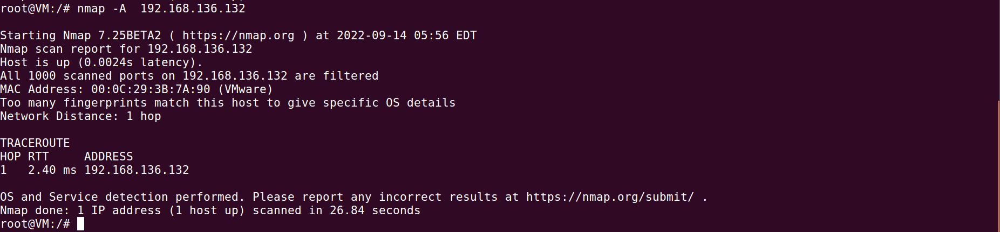 root@VM:/# nmap -A  192.168.136.132
Starting Nmap 7.25BETA2 ( https://nmap.org ) at 2022-09-14 05:56 EDT
Nmap scan report for 192.168.136.132
Host is up (0.0024s latency).
All 1000 scanned ports on 192.168.136.132 are filtered
MAC Address: 00:0C:29:3B:7A:90 (VMware)
Too many fingerprints match this host to give specific OS details
Network Distance: 1 hop
TRACEROUTE
HOP RTT     ADDRESS
1   2.40 ms 192.168.136.132
OS and Service detection performed. Please report any incorrect results at https://nmap.org/submit/ .
Nmap done: 1 IP address (1 host up) scanned in 26.84 seconds
root@VM:/#